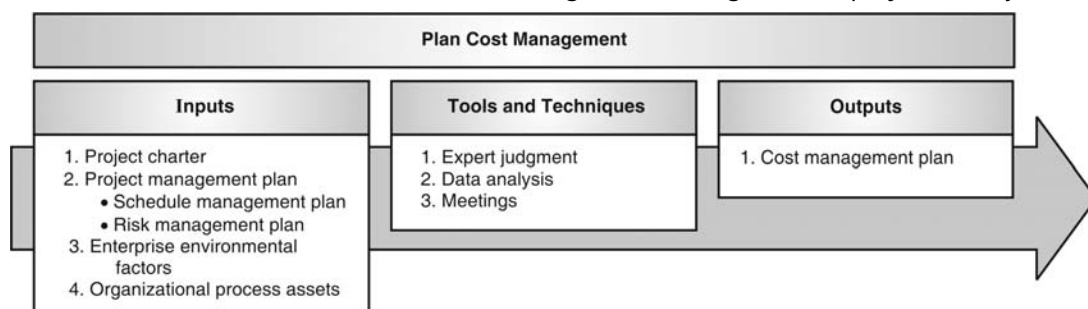 Plan Cost Management
Inputs
1. Project charter
2. Project management plan
• Schedule management plan
• Risk management plan
3. Enterprise environmental
factors
4. Organizational process assets
Tools and Techniques
1. Expert judgment
2. Data analysis
3. Meetings
Outputs
1. Cost management plan